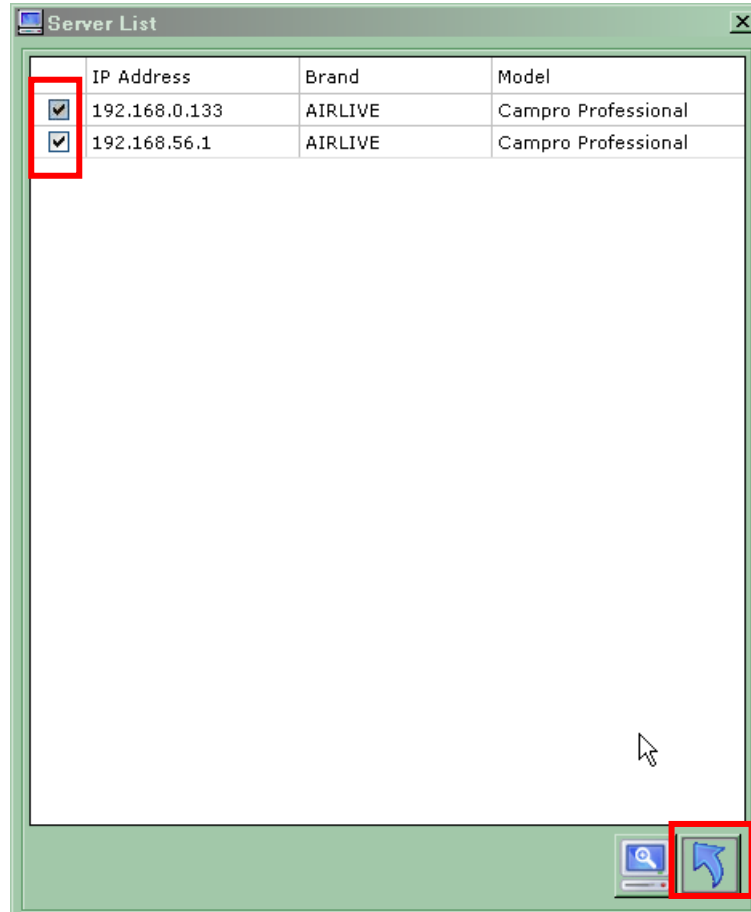 Server List
IP Address Brand Model
192.168.0.133 AIRLIVE Campro Professional
192.168.56.1 AIRLIVE Campro Professional